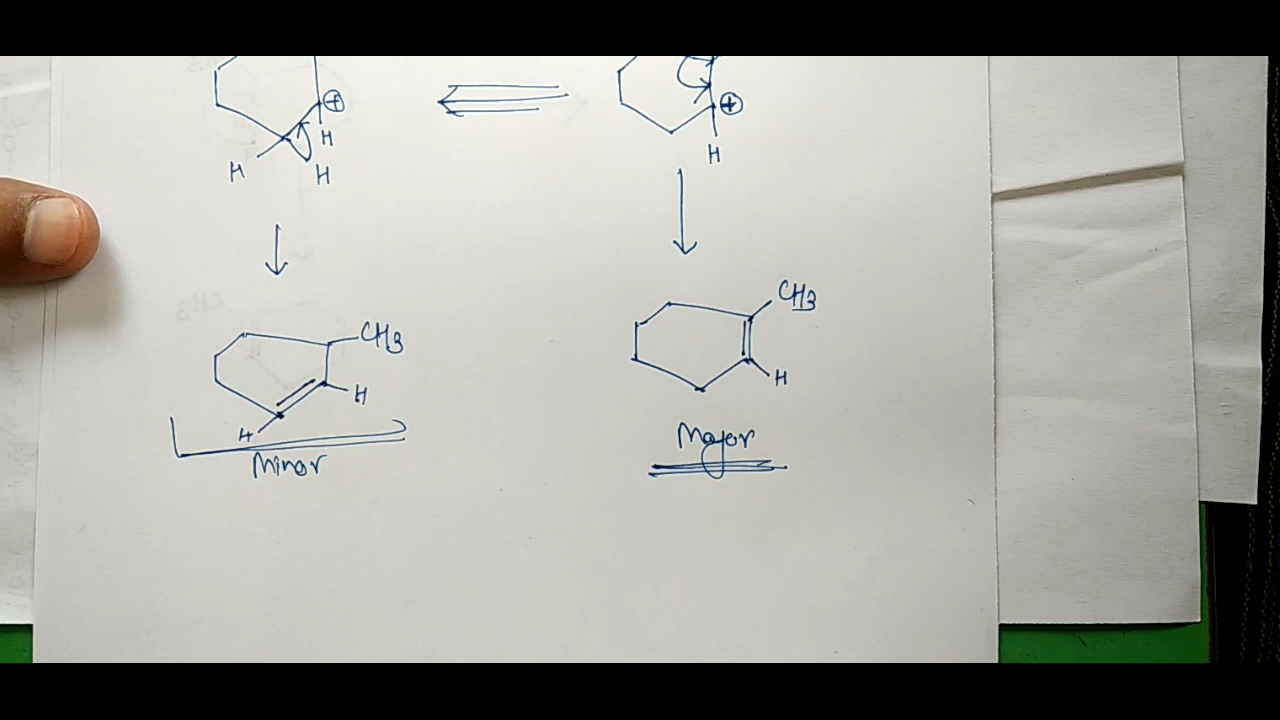 ⊕ ⊕
H
H H H
CH3
CH3
H H
H
Major
Minor